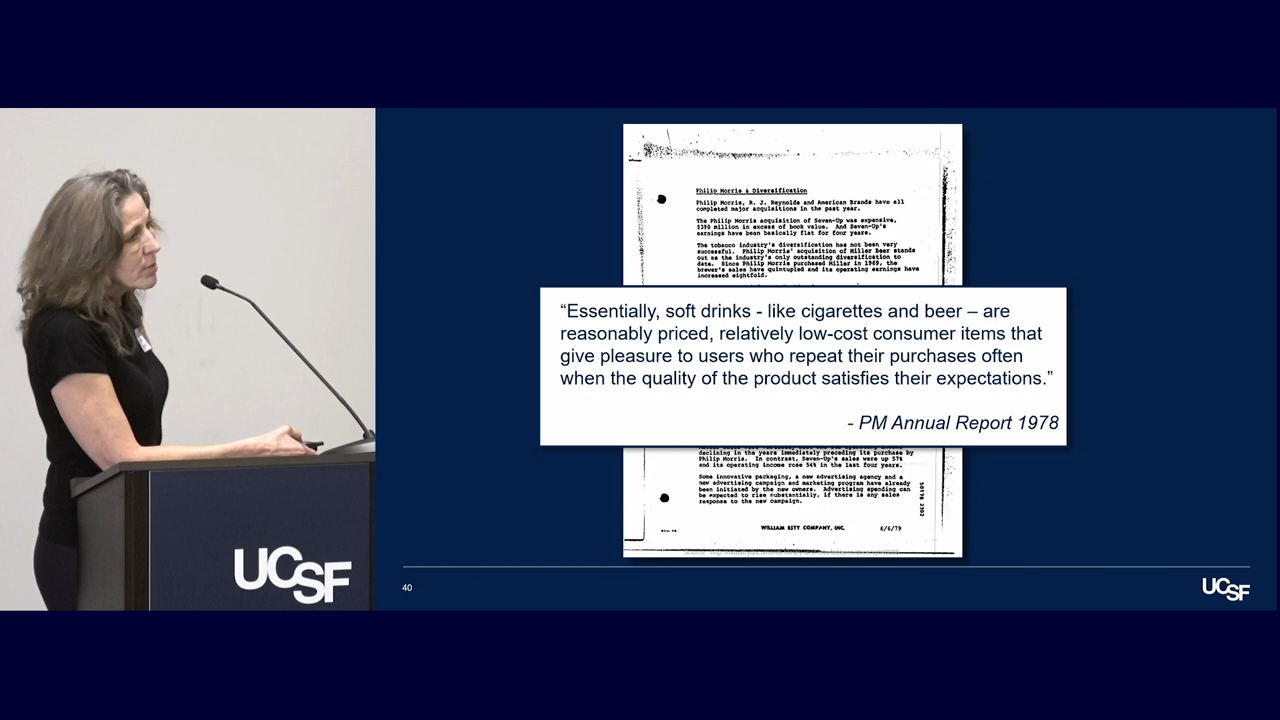 Philip Morris & Diversification
Philip Morris, R. J. Reynolds and American Brands have all
completed major acquisitions in the past year.
The Philip Morris acquisition of Seven-Up was expensive,
$390 million in excess of book value. And Seven-Up's
earnings have been basically flat for four years.
The tobacco industry's diversification has not been very
successful. Philip Morris' acquisition of Miller Beer stands
out as the industry's only outstanding diversification to
date. Since Philip Morris purchased Miller in 1969, the
brewer's sales have quintupled and its operating earnings have
increased eightfold.
“Essentially, soft drinks - like cigarettes and beer – are
reasonably priced, relatively low-cost consumer items that
give pleasure to users who repeat their purchases often
when the quality of the product satisfies their expectations.”
- PM Annual Report 1978
declining in the years immediately preceding its purchase by
Philip Morris. In contrast, Seven-Up's sales were up 57%
and its operating income rose 54% in the last four years.
Some innovative packaging, a new advertising agency and a
new advertising campaign and marketing program have already
been initiated by the new owners. Advertising spending can
be expected to rise substantially, if there is any sales
response to the new campaign.
50178 2302
WILLIAM ESTY COMPANY, INC. 6/6/79
UCSF
40
UCSF